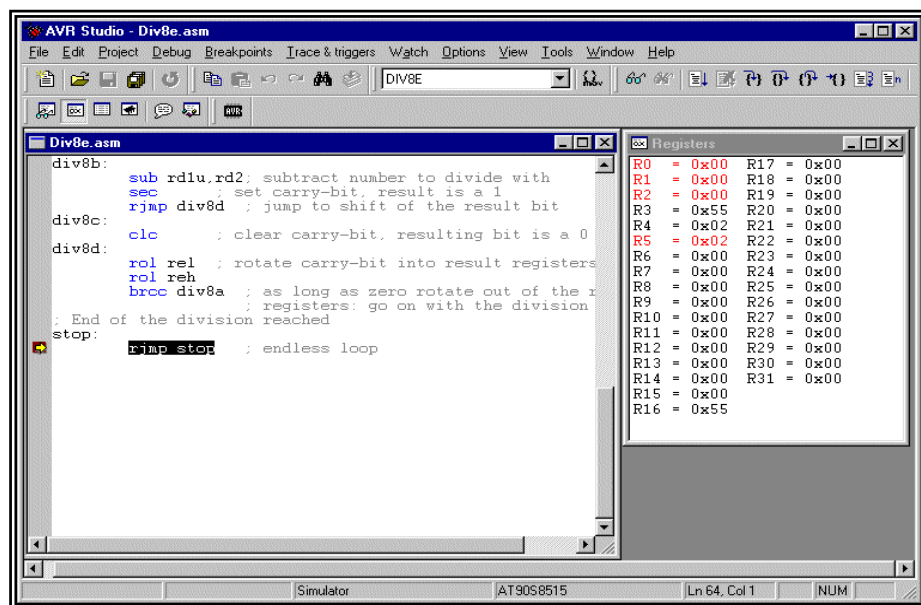 AVR Studio - Div8e.asm
File Edit Project Debug Breakpoints Trace & triggers Watch Options View Tools Window Help
DIV8E
AVR
Div8e.asm
div8b:
sub rd1u,rd2; subtract number to divide with
sec ; set carry-bit, result is a 1
rjmp div8d ; jump to shift of the result bit
div8c:
clc ; clear carry-bit, resulting bit is a 0
div8d:
rol rel ; rotate carry-bit into result registers
rol reh
brcc div8a ; as long as zero rotate out of the r
; registers: go on with the division
; End of the division reached
stop:
rjmp stop ; endless loop
Registers
R0 = 0x00 R17 = 0x00
R1 = 0x00 R18 = 0x00
R2 = 0x00 R19 = 0x00
R3 = 0x55 R20 = 0x00
R4 = 0x02 R21 = 0x00
R5 = 0x02 R22 = 0x00
R6 = 0x00 R23 = 0x00
R7 = 0x00 R24 = 0x00
R8 = 0x00 R25 = 0x00
R9 = 0x00 R26 = 0x00
R10 = 0x00 R27 = 0x00
R11 = 0x00 R28 = 0x00
R12 = 0x00 R29 = 0x00
R13 = 0x00 R30 = 0x00
R14 = 0x00 R31 = 0x00
R15 = 0x00
R16 = 0x55
Simulator AT90S8515 Ln 64, Col 1 NUM